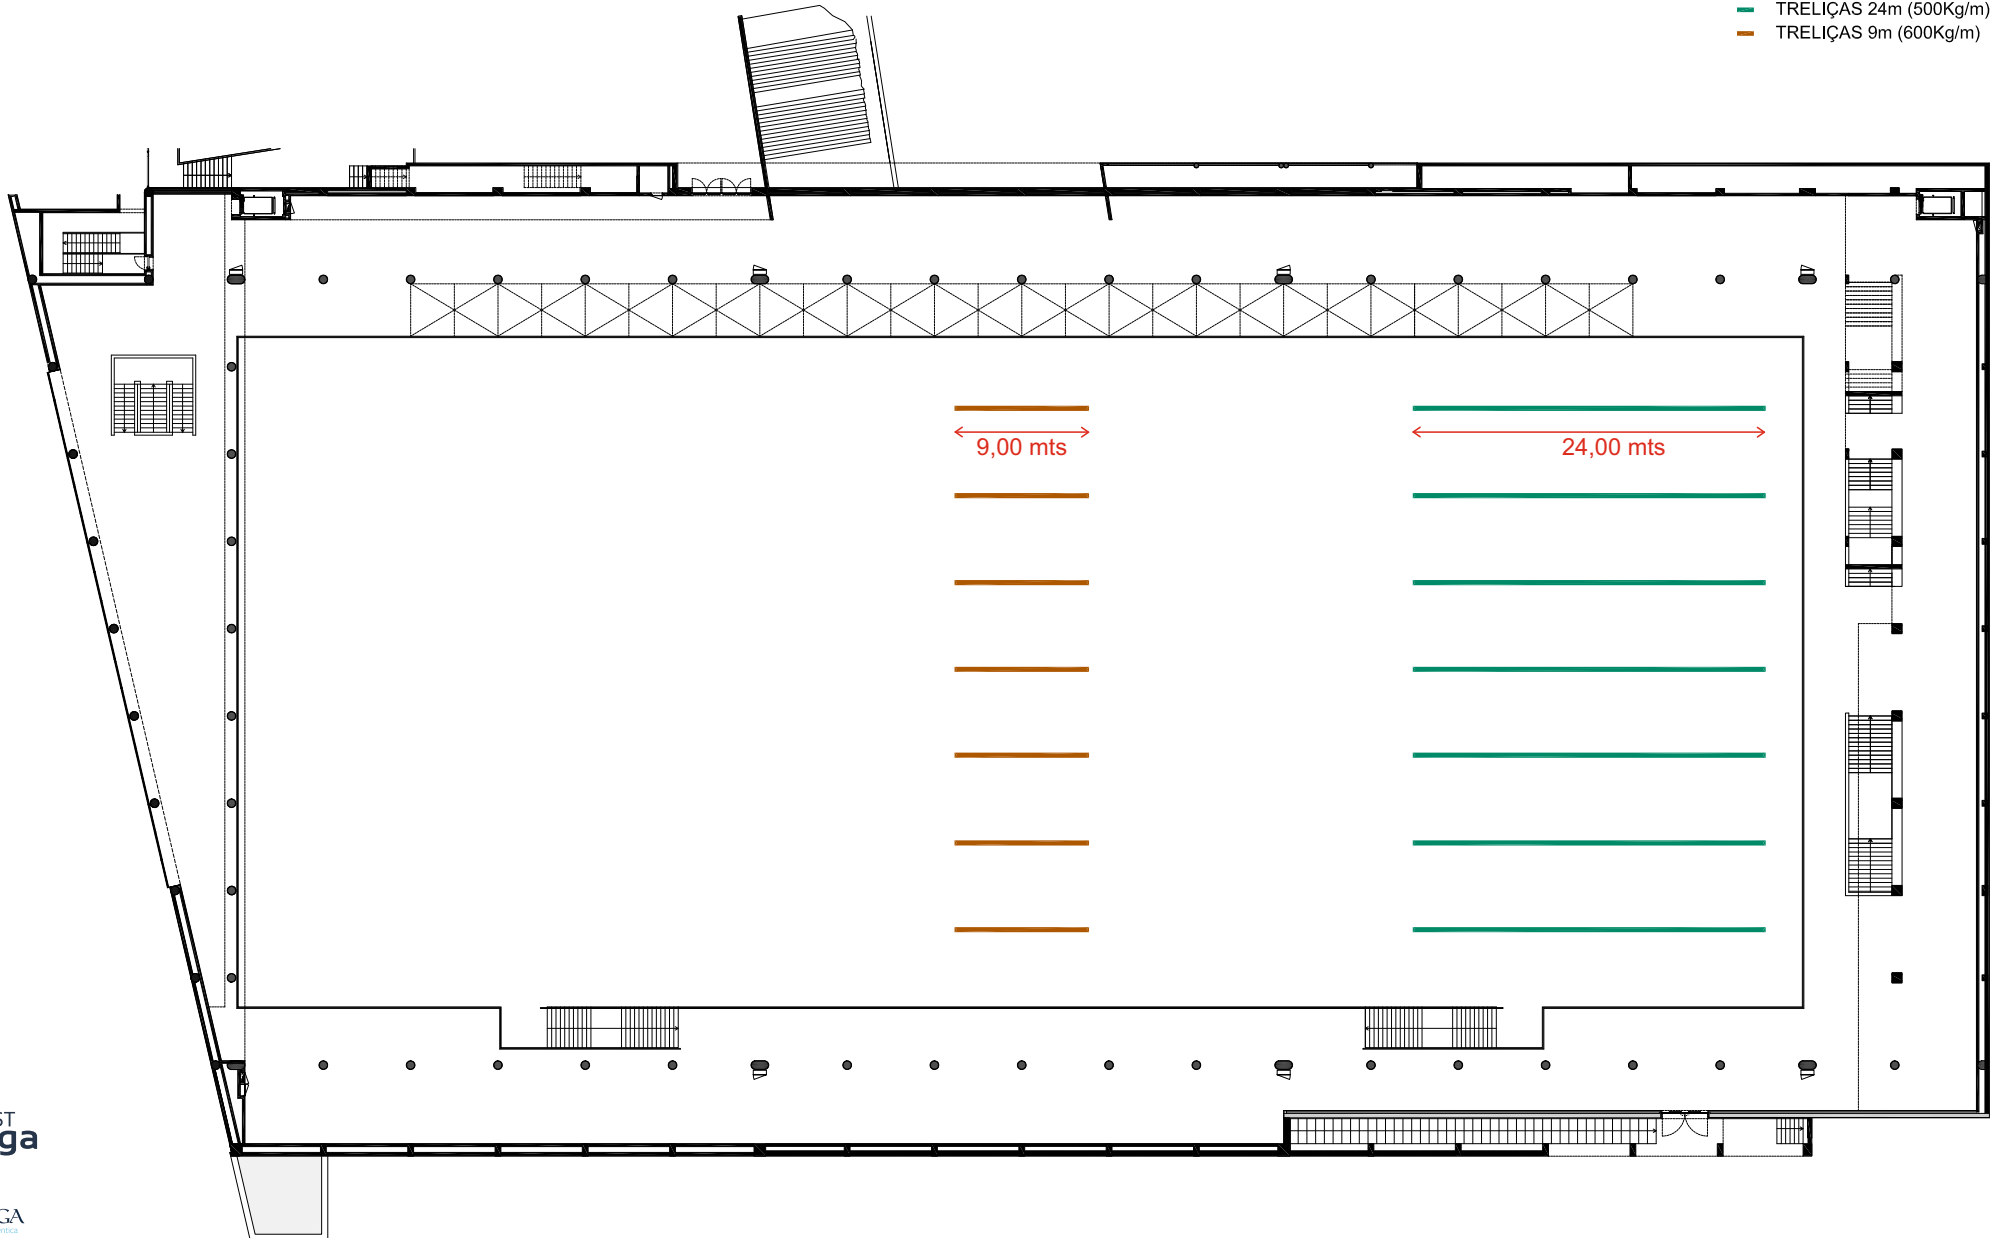 TRELIÇAS 24m (500Kg/m)
TRELIÇAS 9m (600Kg/m)
9,00 mts
24,00 mts